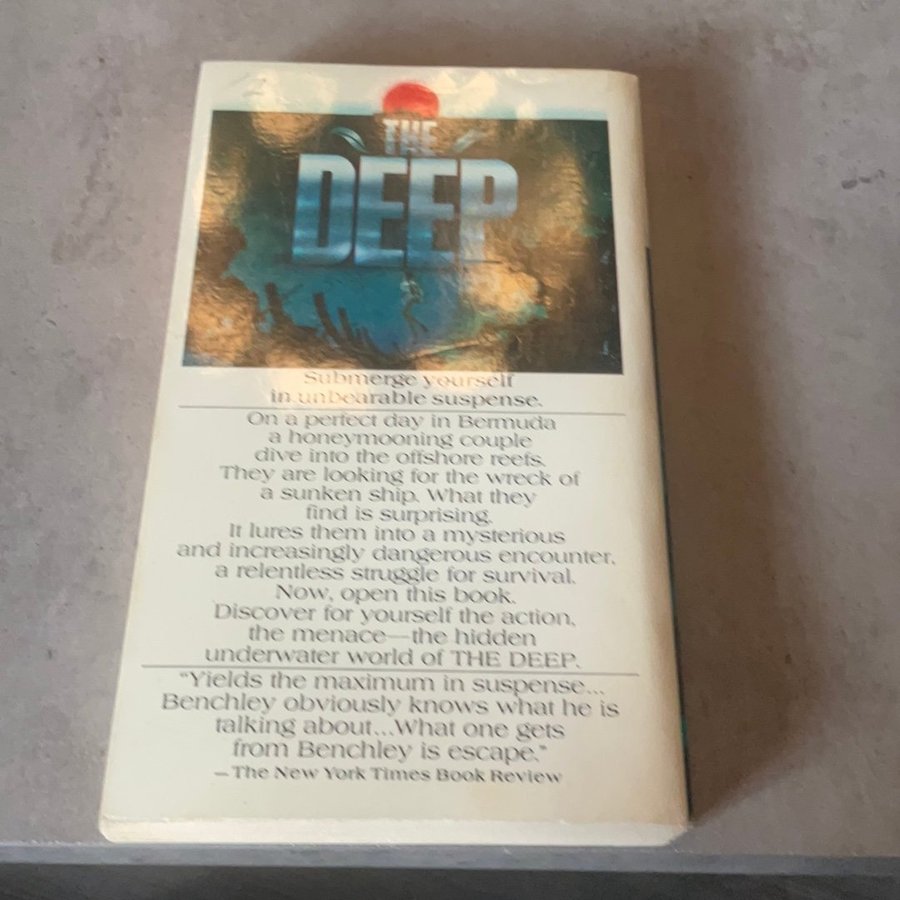 THE
DEEP
Submerge yourself
in unbearable suspense.
On a perfect day in Bermuda
a honeymooning couple
dive into the offshore reefs.
They are looking for the wreck of
a sunken ship. What they
find is surprising.
It lures them into a mysterious
and increasingly dangerous encounter,
a relentless struggle for survival.
Now, open this book.
Discover for yourself the action,
the menace—the hidden
underwater world of THE DEEP.
"Yields the maximum in suspense...
Benchley obviously knows what he is
talking about...What one gets
from Benchley is escape."
—The New York Times Book Review